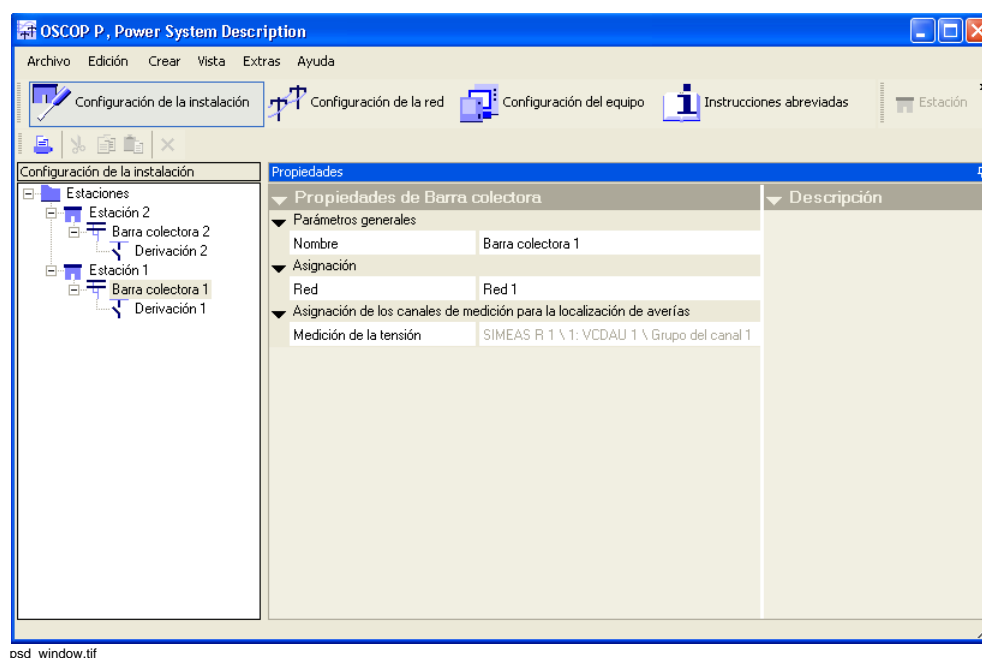 OSCOP P, Power System Description
Archivo Edición Crear Vista Extras Ayuda
Configuración de la instalación Configuración de la red Configuración del equipo Instrucciones abreviadas Estación
Configuración de la instalación
Estaciones
Estación 2
Barra colectora 2
Derivación 2
Estación 1
Barra colectora 1
Derivación 1
Propiedades
Propiedades de Barra colectora
Parámetros generales
Nombre Barra colectora 1
Asignación
Red Red 1
Asignación de los canales de medición para la localización de averías
Medición de la tensión SIMEAS R 1 \ 1: VCDAU 1 \ Grupo del canal 1
Descripción
psd_window.tif